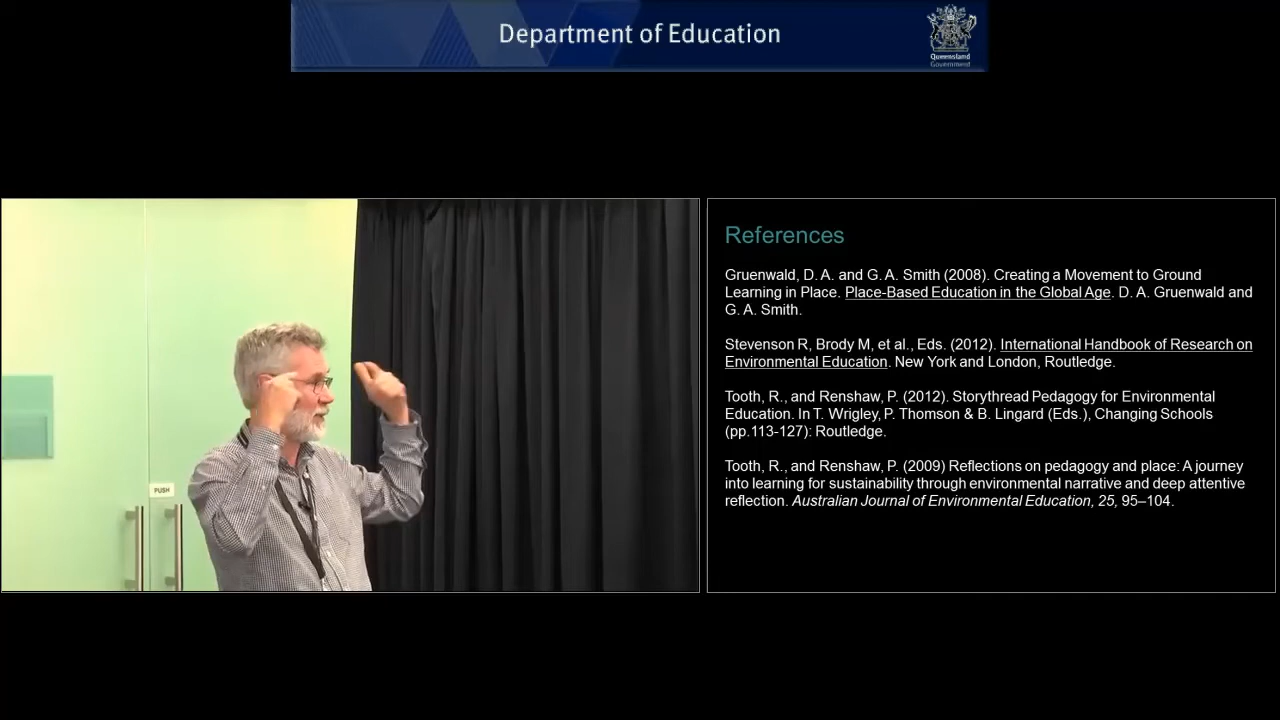 Department of Education
Queensland
Government
PUSH
References
Gruenwald, D. A. and G. A. Smith (2008). Creating a Movement to Ground
Learning in Place. Place-Based Education in the Global Age. D. A. Gruenwald and
G. A. Smith.
Stevenson R, Brody M, et al., Eds. (2012). International Handbook of Research on
Environmental Education. New York and London, Routledge.
Tooth, R., and Renshaw, P. (2012). Storythread Pedagogy for Environmental
Education. In T. Wrigley, P. Thomson & B. Lingard (Eds.), Changing Schools
(pp.113-127): Routledge.
Tooth, R., and Renshaw, P. (2009) Reflections on pedagogy and place: A journey
into learning for sustainability through environmental narrative and deep attentive
reflection. Australian Journal of Environmental Education, 25, 95–104.